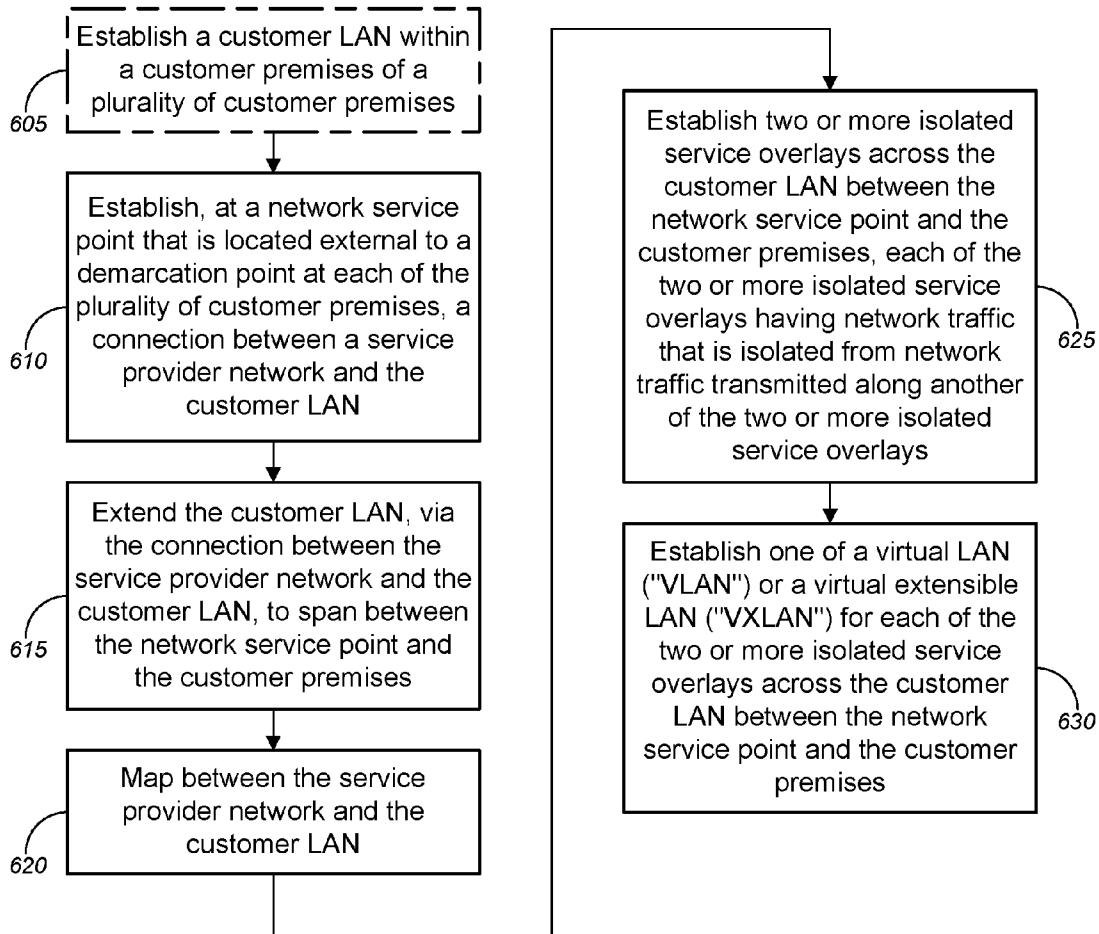 Establish a customer LAN within
a customer premises of a
plurality of customer premises
605
Establish, at a network service
point that is located external to a
demarcation point at each of the
plurality of customer premises, a
connection between a service
provider network and the
customer LAN
610
Extend the customer LAN, via
the connection between the
service provider network and the
customer LAN, to span between
the network service point and
the customer premises
615
Map between the service
provider network and the
customer LAN
620
Establish two or more isolated
service overlays across the
customer LAN between the
network service point and the
customer premises, each of the
two or more isolated service
overlays having network traffic
that is isolated from network
traffic transmitted along another
of the two or more isolated
service overlays
625
Establish one of a virtual LAN
("VLAN") or a virtual extensible
LAN ("VXLAN") for each of the
two or more isolated service
overlays across the customer
LAN between the network
service point and the customer
premises
630